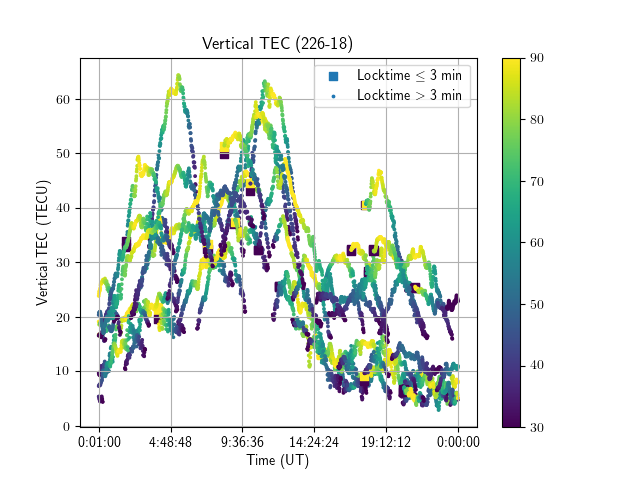 Vertical TEC (226-18)
Locktime ≤ 3 min
Locktime > 3 min
Vertical TEC (TECU)
60
50
40
30
20
10
0
0:01:00 4:48:48 9:36:36 14:24:24 19:12:12 0:00:00
Time (UT)
90
80
70
60
50
40
30